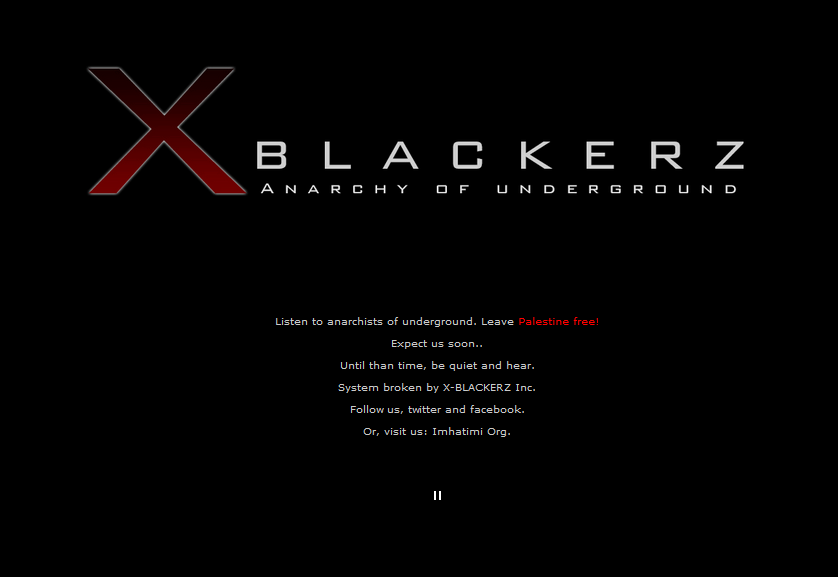 X BLACKERZ
ANARCHY OF UNDERGROUND
Listen to anarchists of underground. Leave Palestine free!
Expect us soon..
Until than time, be quiet and hear.
System broken by X-BLACKERZ Inc.
Follow us, twitter and facebook.
Or, visit us: Imhatimi Org.